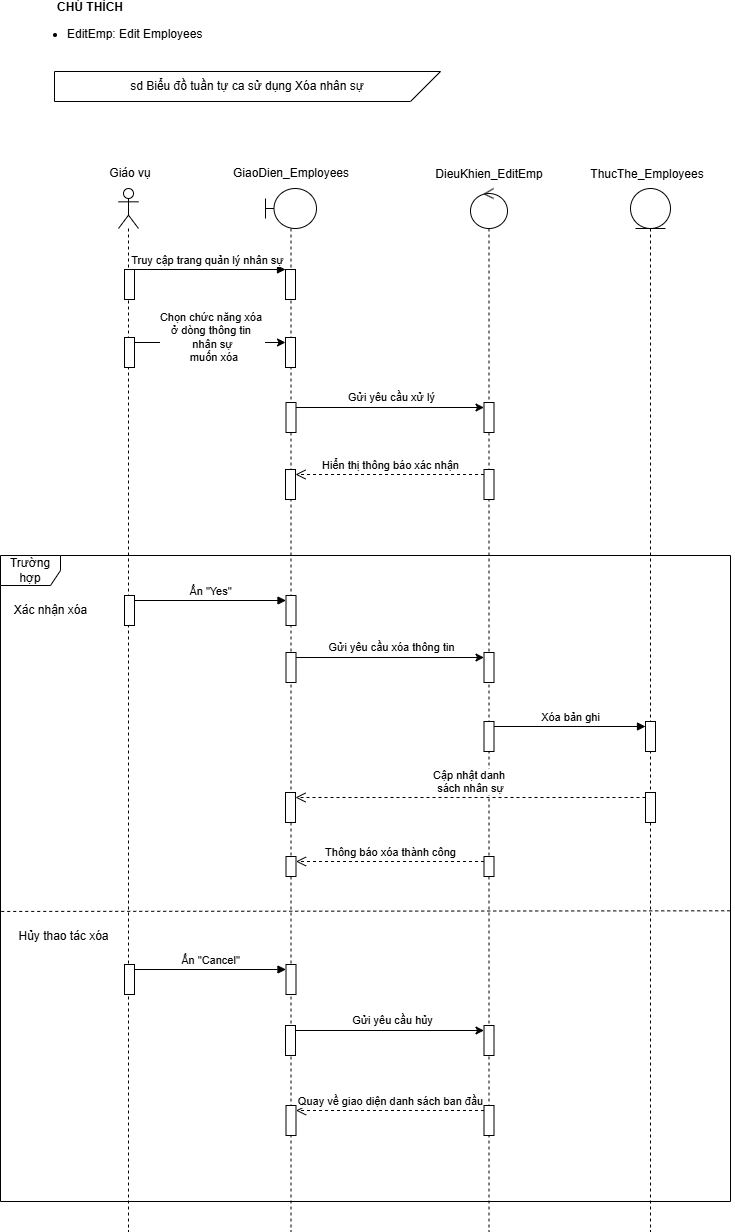 CHÚ THÍCH
• EditEmp: Edit Employees
sd Biểu đồ tuần tự ca sử dụng Xóa nhân sự
Giáo vụ
GiaoDien_Employees
DieuKhien_EditEmp
ThucThe_Employees
Truy cập trang quản lý nhân sự
Chọn chức năng xóa
ở dòng thông tin
nhân sự
muốn xóa
Gửi yêu cầu xử lý
Hiển thị thông báo xác nhận
Trường
hợp
Xác nhận xóa
Ấn "Yes"
Gửi yêu cầu xóa thông tin
Xóa bản ghi
Cập nhật danh
sách nhân sự
Thông báo xóa thành công
Hủy thao tác xóa
Ấn "Cancel"
Gửi yêu cầu hủy
Quay về giao diện danh sách ban đầu